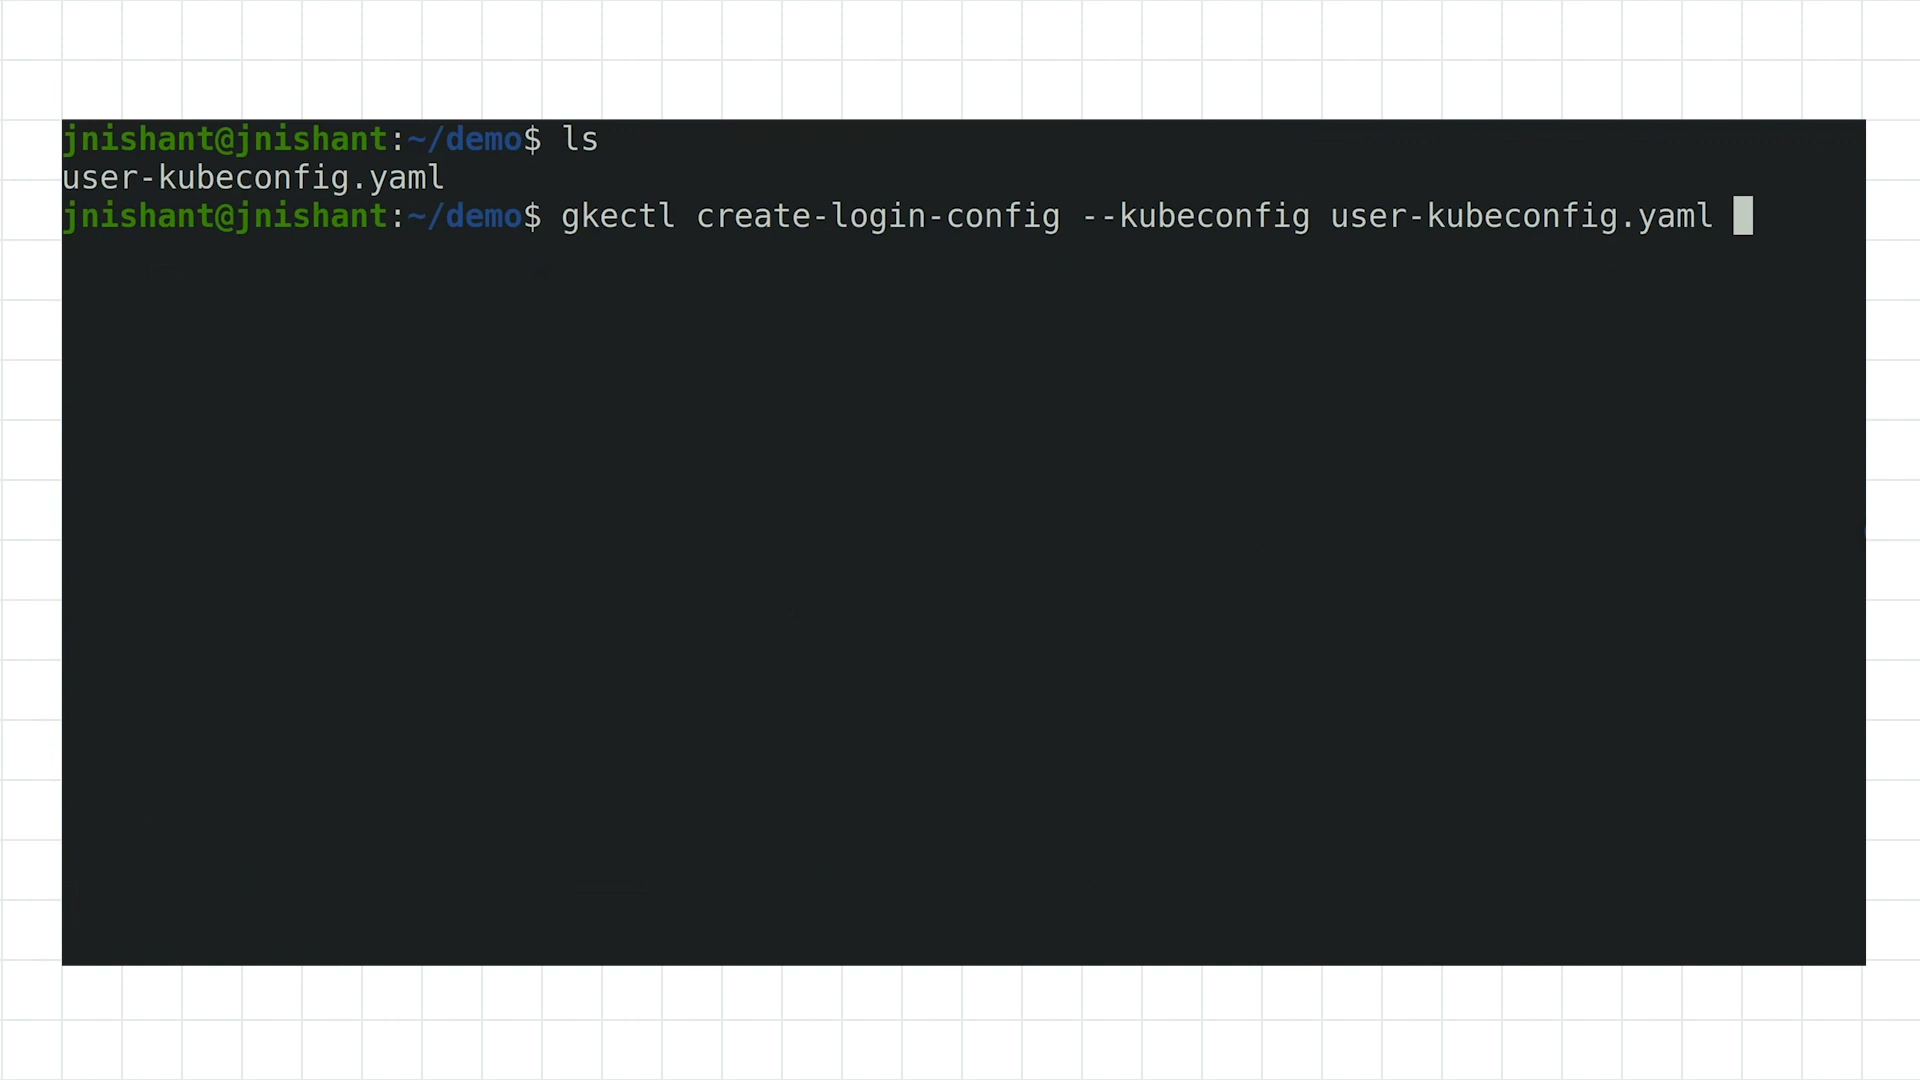 jnishant@jnishant:~/demo$ ls
user-kubeconfig.yaml
jnishant@jnishant:~/demo$ gkectl create-login-config --kubeconfig user-kubeconfig.yaml